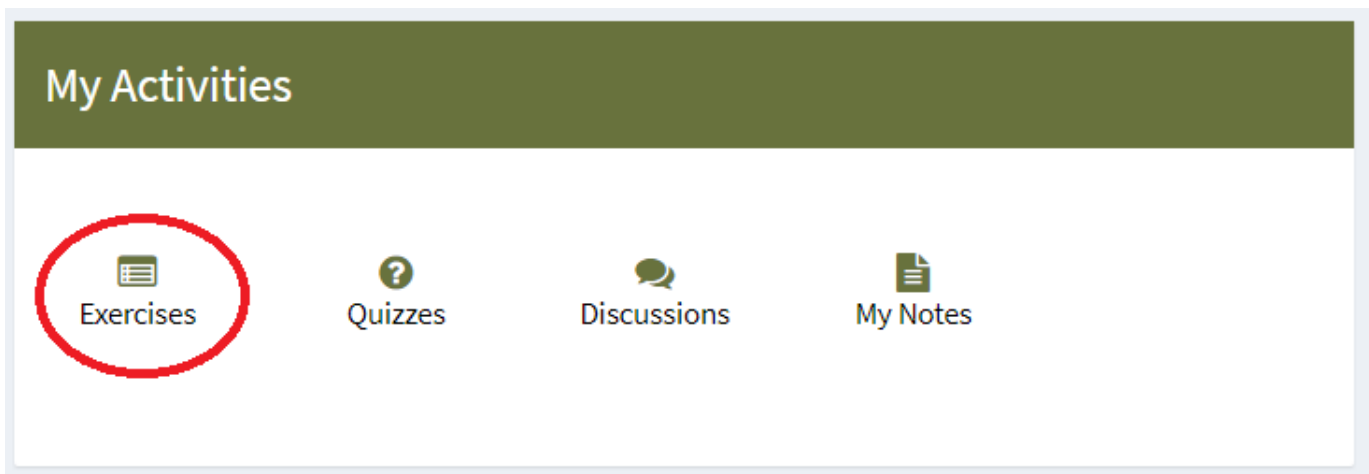 My Activities
Exercises
Quizzes
Discussions
My Notes